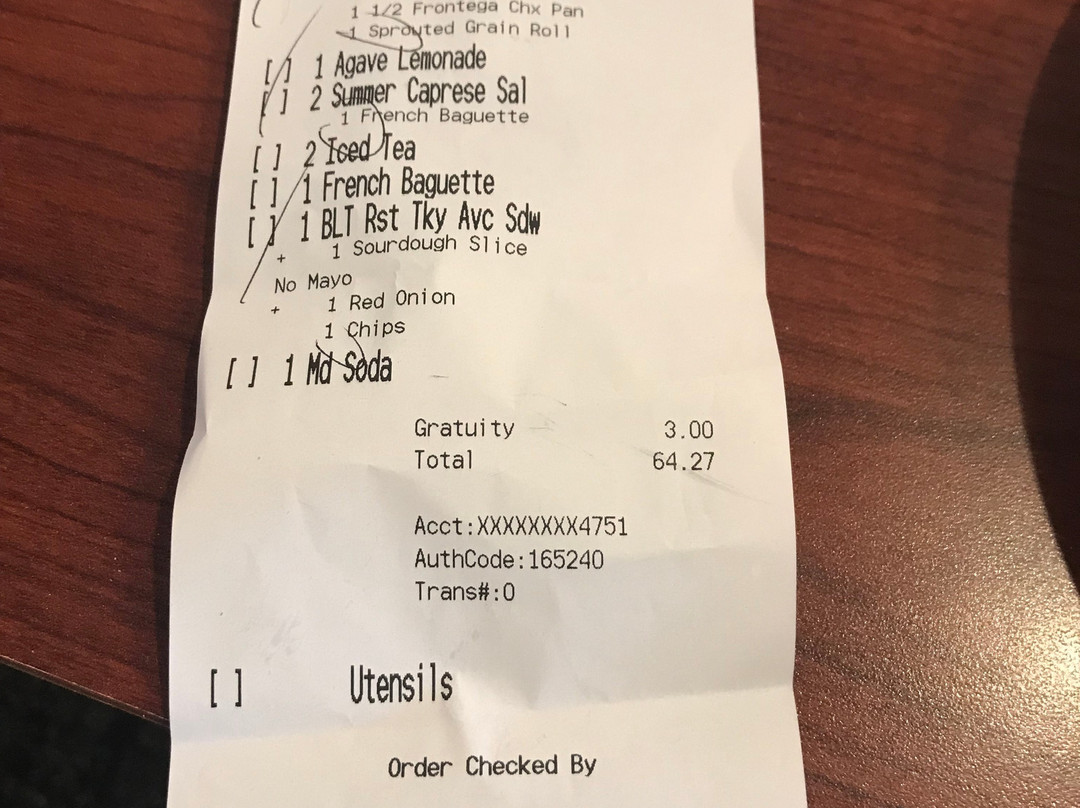 1 1/2 Frontega Chx Pan
1 Sprouted Grain Roll
[ ] 1 Agave Lemonade
[ ] 2 Summer Caprese Sal
1 French Baguette
[ ] 2 Iced Tea
[ ] 1 French Baguette
[ ] 1 BLT Rst Tky Avc Sdw
+ 1 Sourdough Slice
No Mayo
+ 1 Red Onion
1 Chips
[ ] 1 Md Soda
Gratuity 3.00
Total 64.27
Acct:XXXXXXXX4751
AuthCode:165240
Trans#:0
[ ] Utensils
Order Checked By